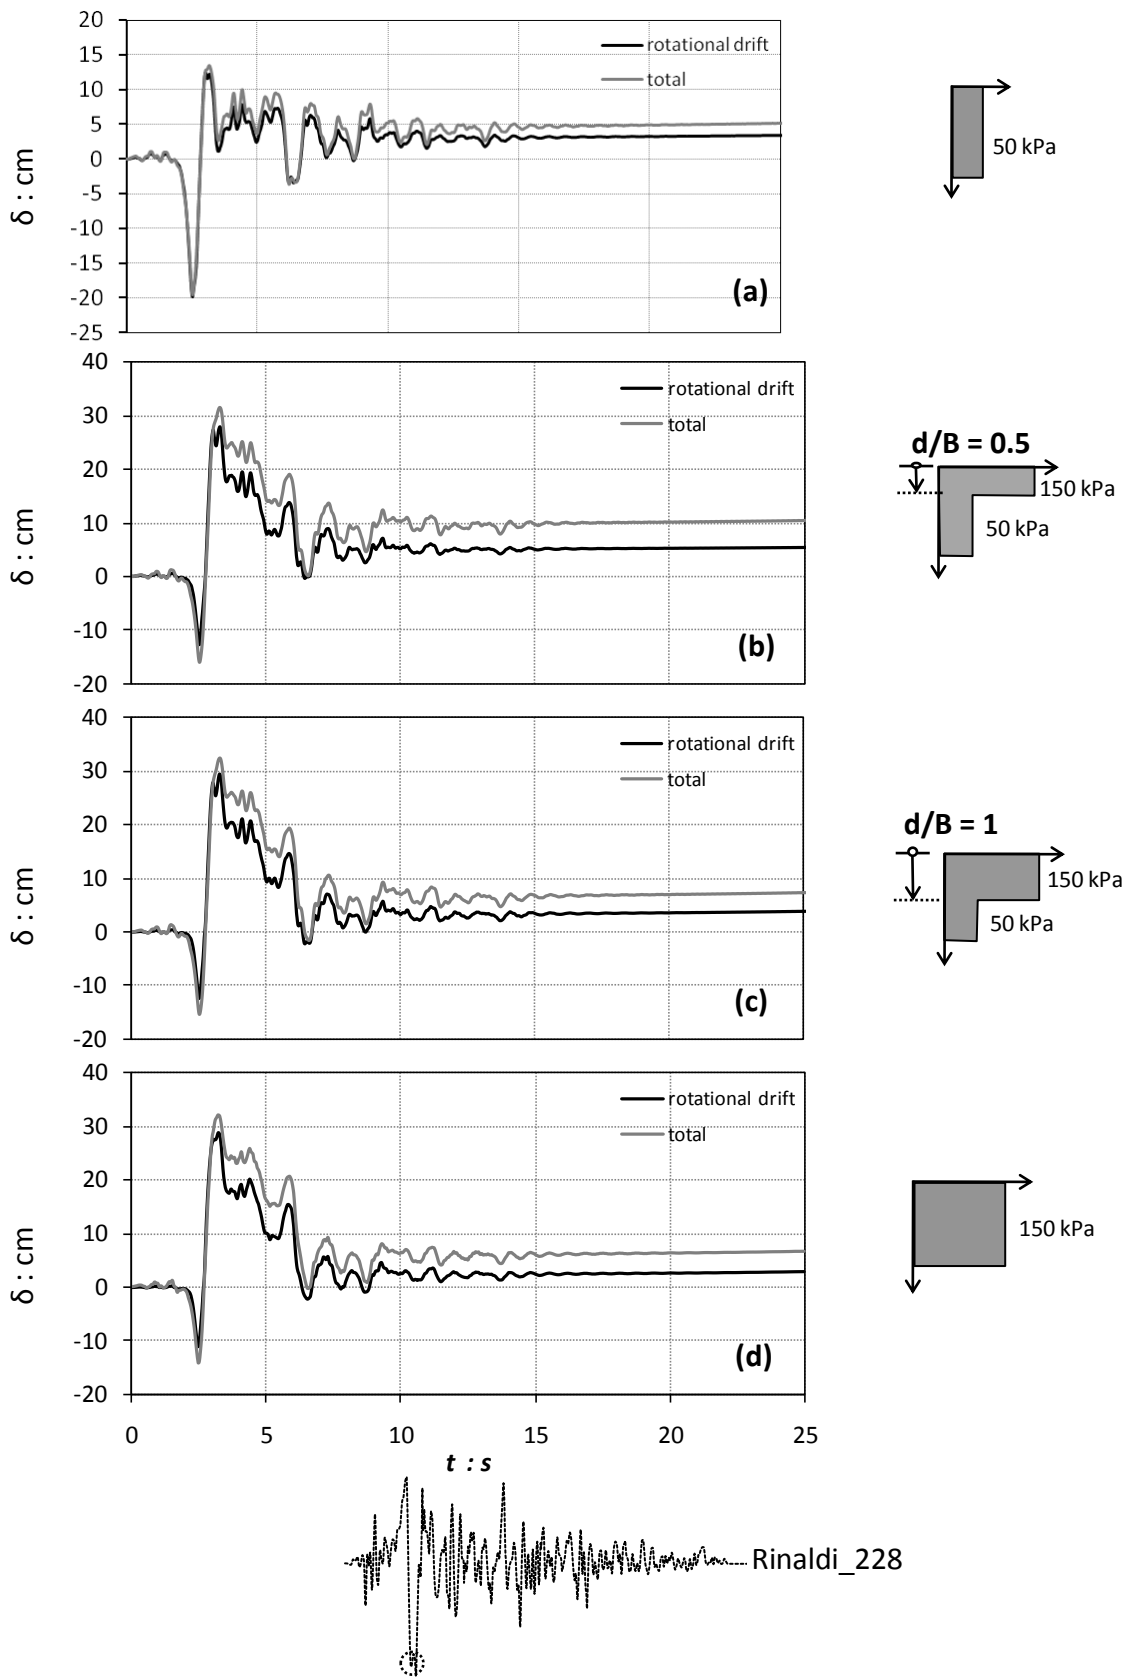 20
15
10
5
0
-5
-10
-15
-20
-25
δ : cm
rotational drift
total
(a)
50 kPa
40
30
20
10
0
-10
-20
δ : cm
rotational drift
total
(b)
d/B = 0.5
150 kPa
50 kPa
40
30
20
10
0
-10
-20
δ : cm
rotational drift
total
(c)
d/B = 1
150 kPa
50 kPa
40
30
20
10
0
-10
-20
δ : cm
rotational drift
total
(d)
150 kPa
0 5 10 15 20 25
t : s
Rinaldi_228